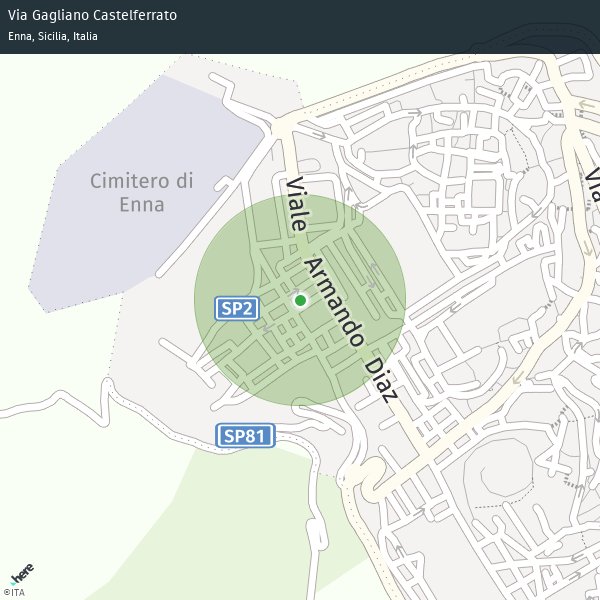 Via Gagliano Castelferrato
Enna, Sicilia, Italia
Cimitero di
Enna
Viale Armando Diaz
Via
SP2
SP81
here
©ITA